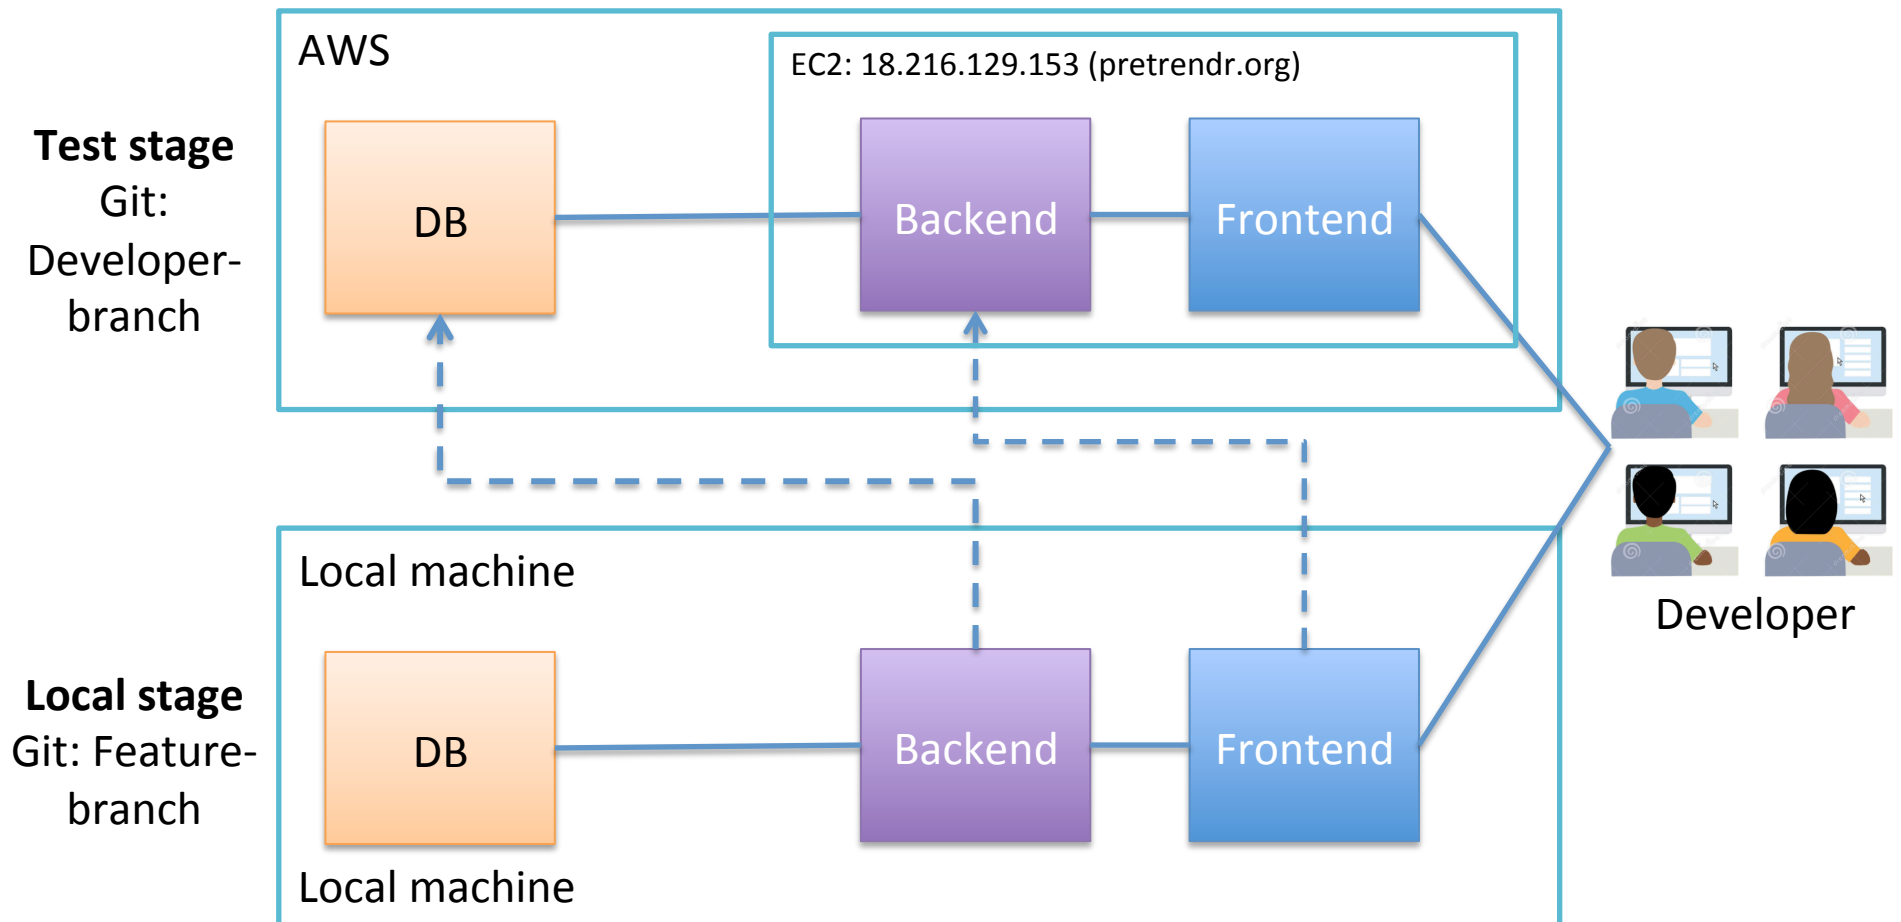 AWS
EC2: 18.216.129.153 (pretrendr.org)
Test stage
Git:
Developer-
branch
DB
Backend
Frontend
Developer
Local machine
Local stage
Git: Feature-
branch
DB
Backend
Frontend
Local machine